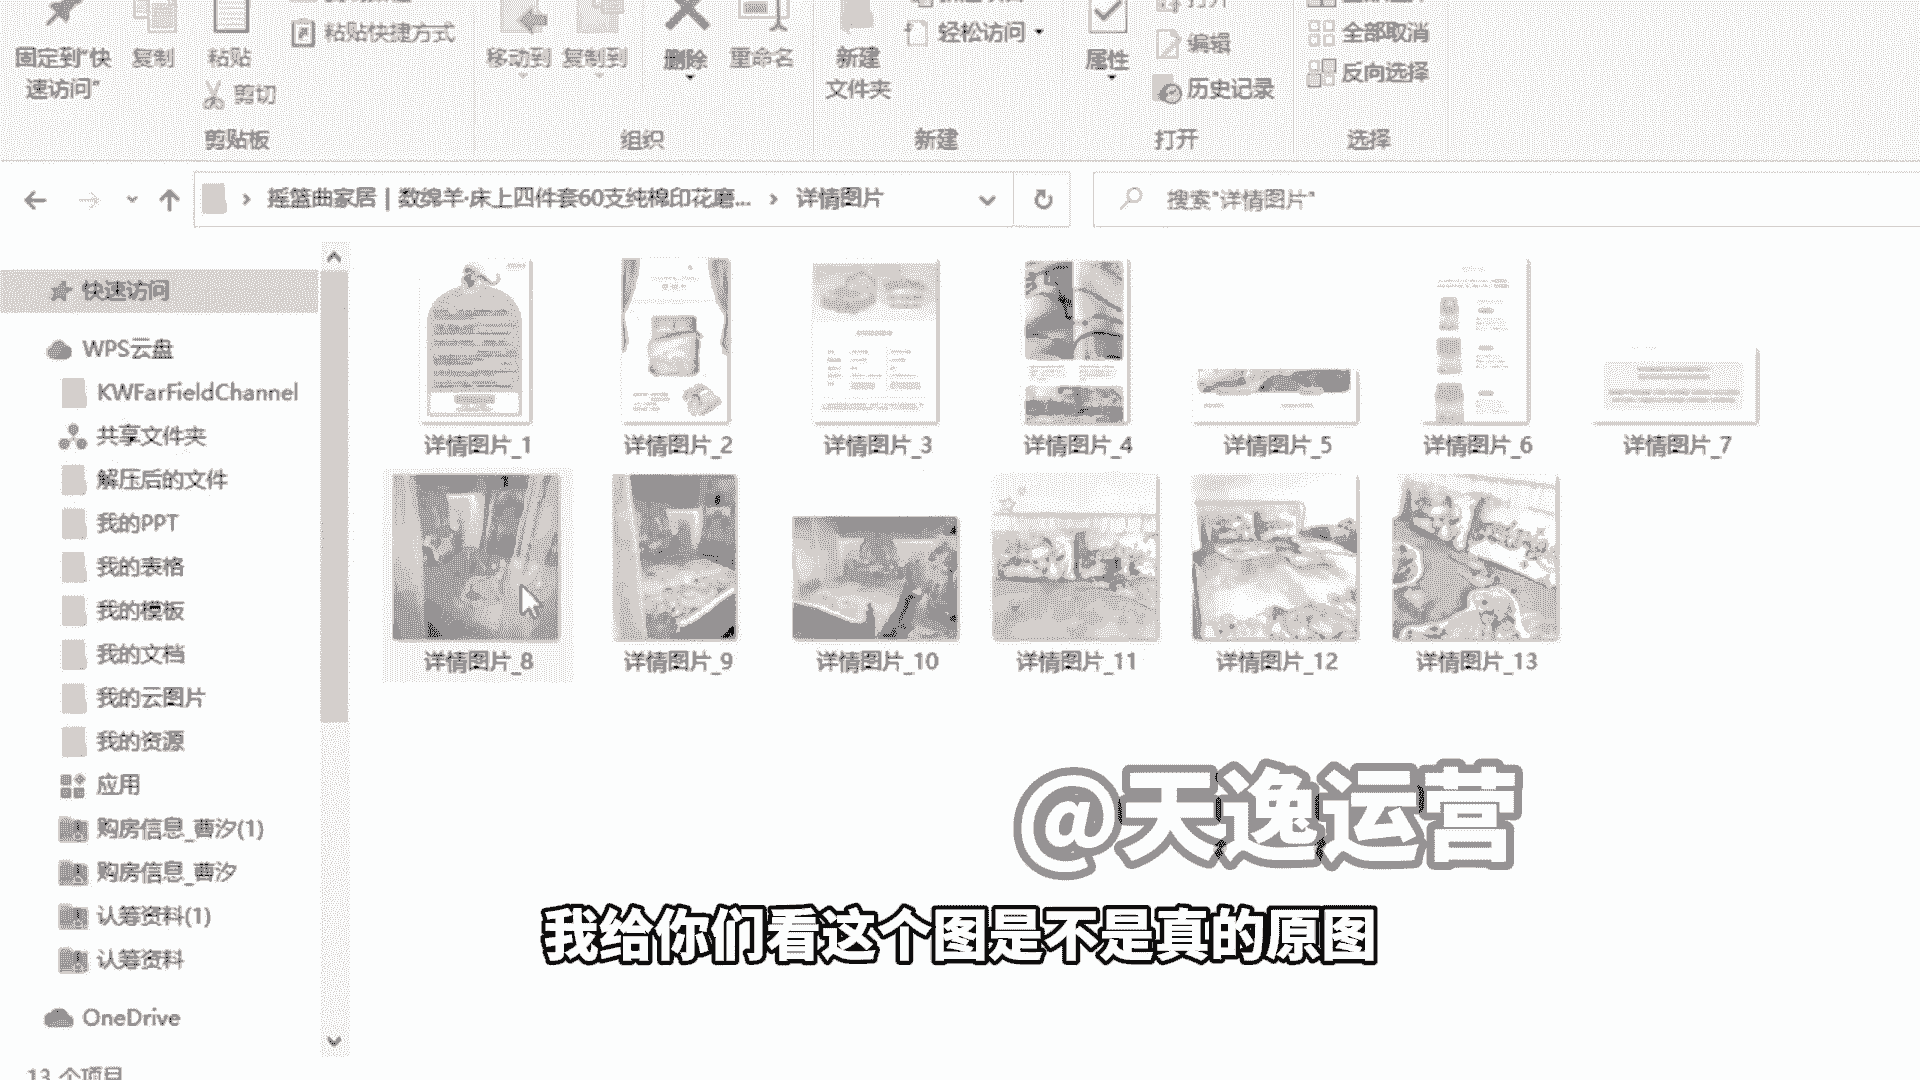 粘贴快捷方式
轻松访问
打开
编辑
全部取消
固定到"快
速访问"
复制
粘贴
剪切
移动到
复制到
删除
重命名
新建
文件夹
属性
历史记录
反向选择
剪贴板
组织
新建
打开
选择
摇篮曲家居 | 数绵羊·床上四件套60支纯棉印花磨...
详情图片
搜索"详情图片"
快速访问
WPS云盘
KWFarFieldChannel
共享文件夹
解压后的文件
我的PPT
我的表格
我的模板
我的文档
我的云图片
我的资源
应用
购房信息_曹汐(1)
购房信息_曹汐
认筹资料(1)
认筹资料
OneDrive
13 个项目
详情图片_1
详情图片_2
详情图片_3
详情图片_4
详情图片_5
详情图片_6
详情图片_7
详情图片_8
详情图片_9
详情图片_10
详情图片_11
详情图片_12
详情图片_13
@天逸运营
我给你们看这个图是不是真的原图